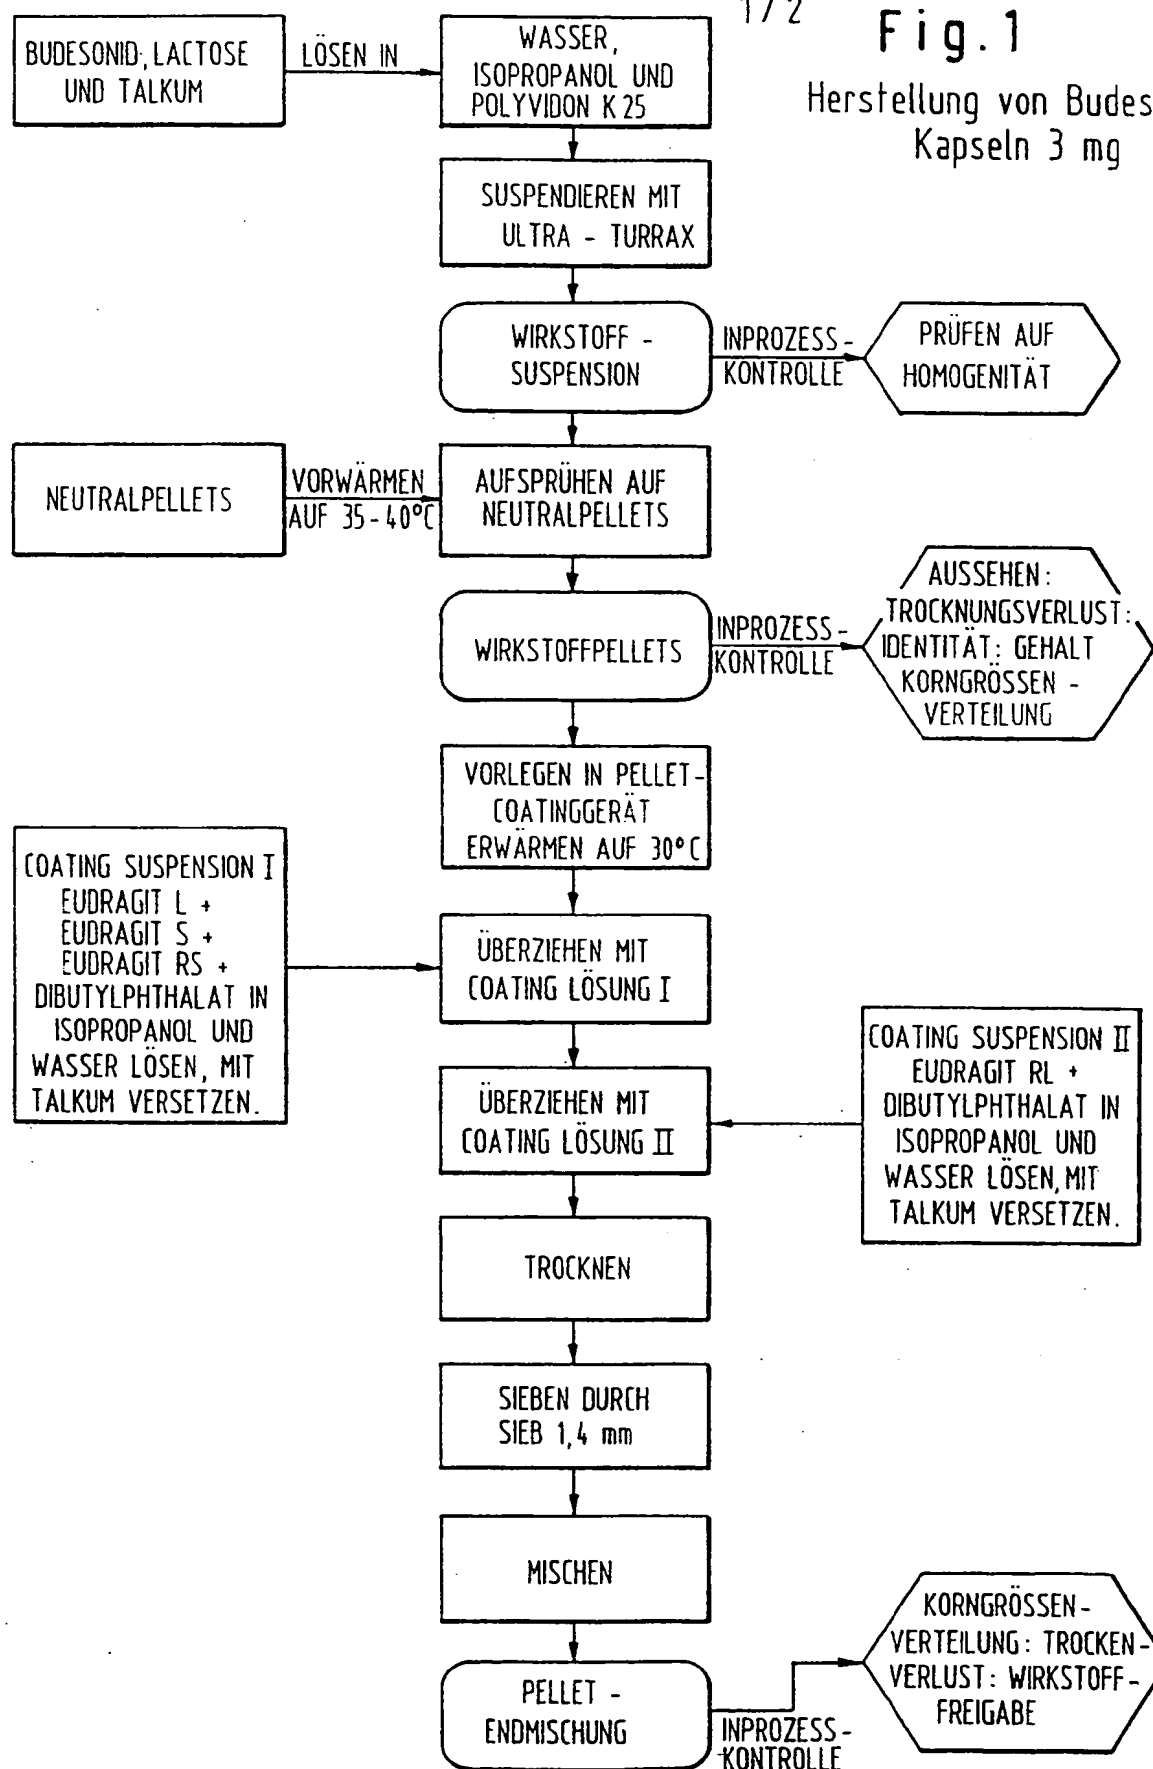 1/2
Fig. 1
Herstellung von Budes
Kapseln 3 mg
BUDESONID, LACTOSE
UND TALKUM
LÖSEN IN
WASSER,
ISOPROPANOL UND
POLYVIDON K 25
SUSPENDIEREN MIT
ULTRA - TURRAX
WIRKSTOFF -
SUSPENSION
INPROZESS-
KONTROLLE
PRÜFEN AUF
HOMOGENITÄT
NEUTRALPELLETS
VORWÄRMEN
AUF 35-40°C
AUFSPRÜHEN AUF
NEUTRALPELLETS
WIRKSTOFFPELLETS
INPROZESS-
KONTROLLE
AUSSEHEN:
TROCKNUNGSVERLUST:
IDENTITÄT: GEHALT
KORNGRÖSSEN -
VERTEILUNG
VORLEGEN IN PELLET-
COATINGGERÄT
ERWÄRMEN AUF 30°C
COATING SUSPENSION I
EUDRAGIT L +
EUDRAGIT S +
EUDRAGIT RS +
DIBUTYLPHTHALAT IN
ISOPROPANOL UND
WASSER LÖSEN, MIT
TALKUM VERSETZEN.
ÜBERZIEHEN MIT
COATING LÖSUNG I
ÜBERZIEHEN MIT
COATING LÖSUNG II
COATING SUSPENSION II
EUDRAGIT RL +
DIBUTYLPHTHALAT IN
ISOPROPANOL UND
WASSER LÖSEN, MIT
TALKUM VERSETZEN.
TROCKNEN
SIEBEN DURCH
SIEB 1,4 mm
MISCHEN
PELLET -
ENDMISCHUNG
INPROZESS-
KONTROLLE
KORNGRÖSSEN-
VERTEILUNG: TROCKEN-
VERLUST: WIRKSTOFF-
FREIGABE